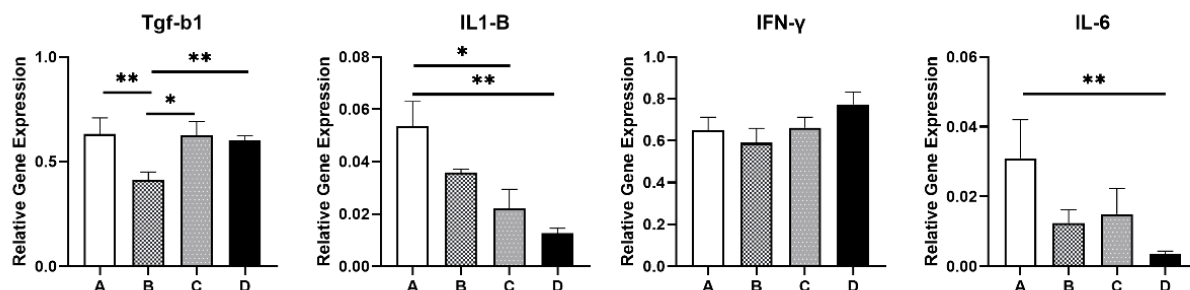 Tgf-b1
Relative Gene Expression
1.0
0.5
0.0
** ** *
A B C D
IL1-B
Relative Gene Expression
0.08
0.06
0.04
0.02
0.00
* **
A B C D
IFN-γ
Relative Gene Expression
1.0
0.8
0.6
0.4
0.2
0.0
A B C D
IL-6
Relative Gene Expression
0.06
0.04
0.02
0.00
**
A B C D